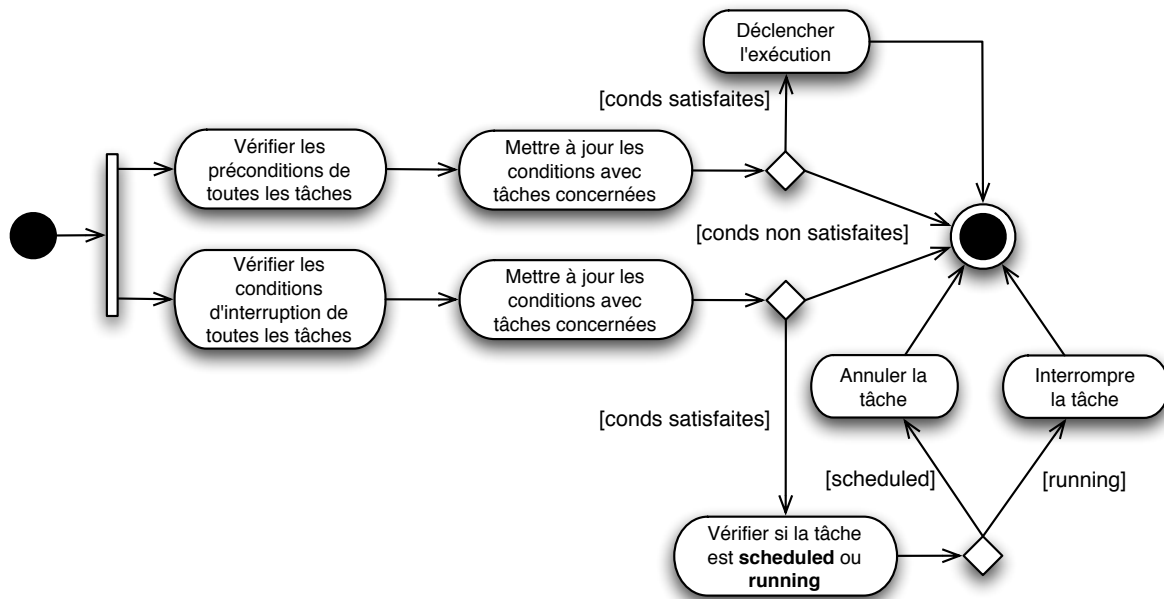 Déclencher
l'exécution
[conds satisfaites]
Vérifier les
préconditions de
toutes les tâches
Mettre à jour les
conditions avec
tâches concernées
[conds non satisfaites]
Vérifier les
conditions
d'interruption de
toutes les tâches
Mettre à jour les
conditions avec
tâches concernées
Annuler la
tâche
Interrompre
la tâche
[conds satisfaites]
[scheduled]
[running]
Vérifier si la tâche
est scheduled ou
running